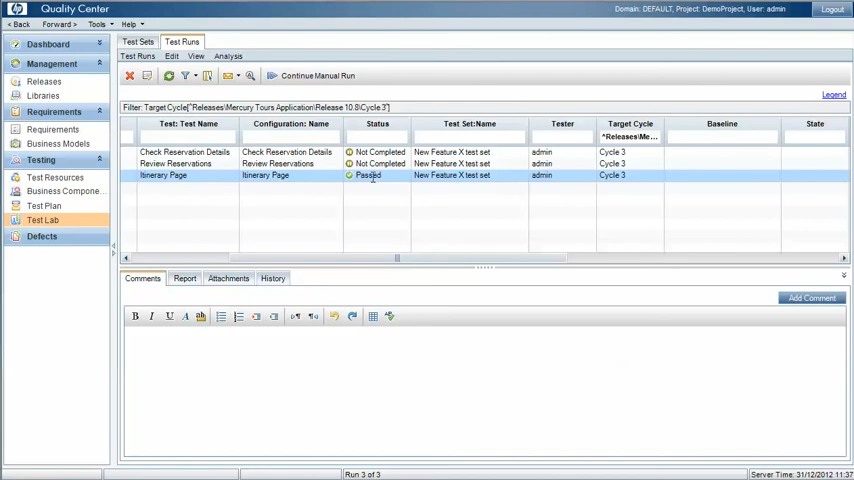 hp Quality Center Domain: DEFAULT, Project: DemoProject, User: admin Logout
< Back Forward > Tools Help
Dashboard
Management
Releases
Libraries
Requirements
Requirements
Business Models
Testing
Test Resources
Business Compone...
Test Plan
Test Lab
Defects
Test Sets Test Runs
Test Runs Edit View Analysis
Continue Manual Run
Legend
Filter: Target Cycle[^Releases\Mercury Tours Application\Release 10.8\Cycle 3^]
Test: Test Name Configuration: Name Status Test Set:Name Tester Target Cycle Baseline State
^Releases\Me...
Check Reservation Details Check Reservation Details Not Completed New Feature X test set admin Cycle 3
Review Reservations Review Reservations Not Completed New Feature X test set admin Cycle 3
Itinerary Page Itinerary Page Passed New Feature X test set admin Cycle 3
Comments Report Attachments History
Add Comment
B I U A ab
Run 3 of 3 Server Time: 31/12/2012 11:37